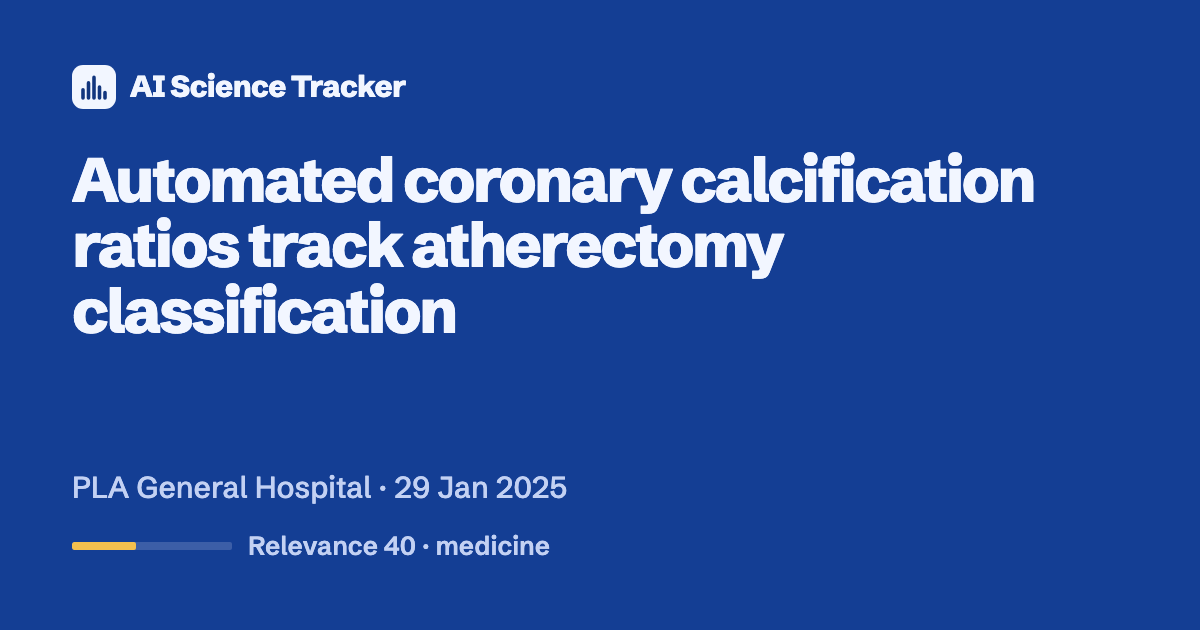 AI Science Tracker
Automated coronary calcification
ratios track atherectomy
classification
PLA General Hospital · 29 Jan 2025
Relevance 40 · medicine